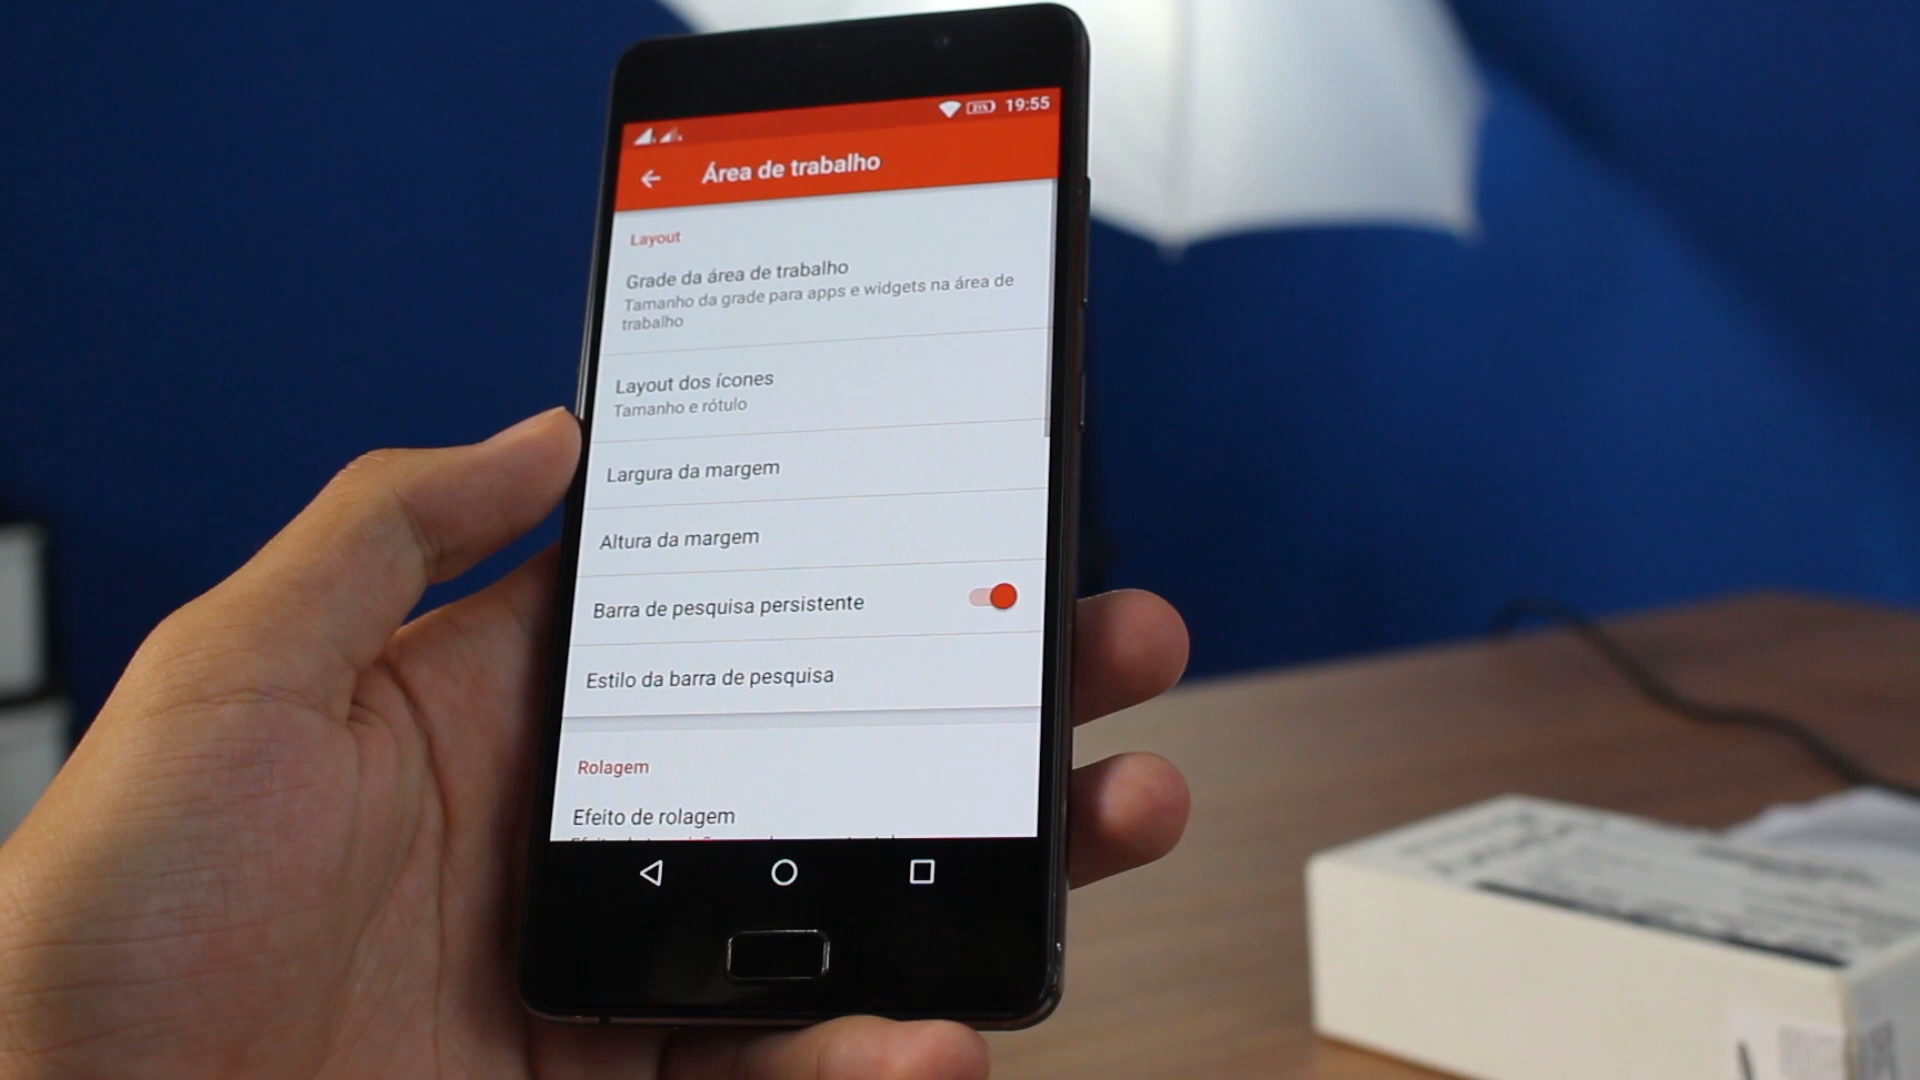 19:55
Área de trabalho
Layout
Grade da área de trabalho
Tamanho da grade para apps e widgets na área de
trabalho
Layout dos ícones
Tamanho e rótulo
Largura da margem
Altura da margem
Barra de pesquisa persistente
Estilo da barra de pesquisa
Rolagem
Efeito de rolagem